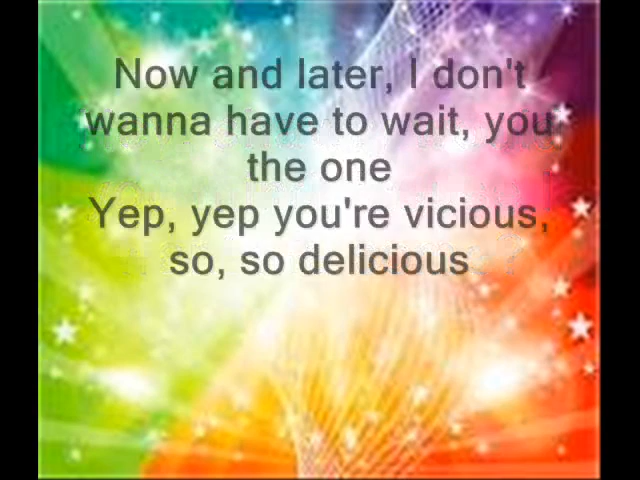 Now and later, I don't
wanna have to wait, you
the one
Yep, yep you're vicious,
so, so delicious